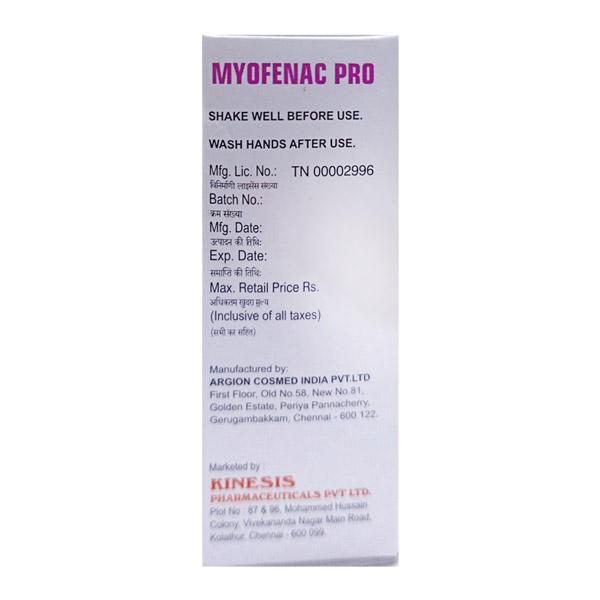 MYOFENAC PRO
SHAKE WELL BEFORE USE.
WASH HANDS AFTER USE.
Mfg. Lic. No.: TN 00002996
विनिर्माणी लाइसेंस संख्या
Batch No.:
क्रम संख्या
Mfg. Date:
उत्पादन की तिथि:
Exp. Date:
समाप्ति की तिथि:
Max. Retail Price Rs.
अधिकतम खुदरा मूल्य
(Inclusive of all taxes)
(सभी कर सहित)
Manufactured by:
ARGION COSMED INDIA PVT.LTD
First Floor, Old No.58, New No.81,
Golden Estate, Periya Pannacherry,
Gerugambakkam, Chennai - 600 122.
Marketed by :
KINESIS
PHARMACEUTICALS PVT LTD.
Plot No : 87 & 96, Mohammed Hussain
Colony, Vivekananda Nagar Main Road,
Kolathur, Chennai - 600 099.